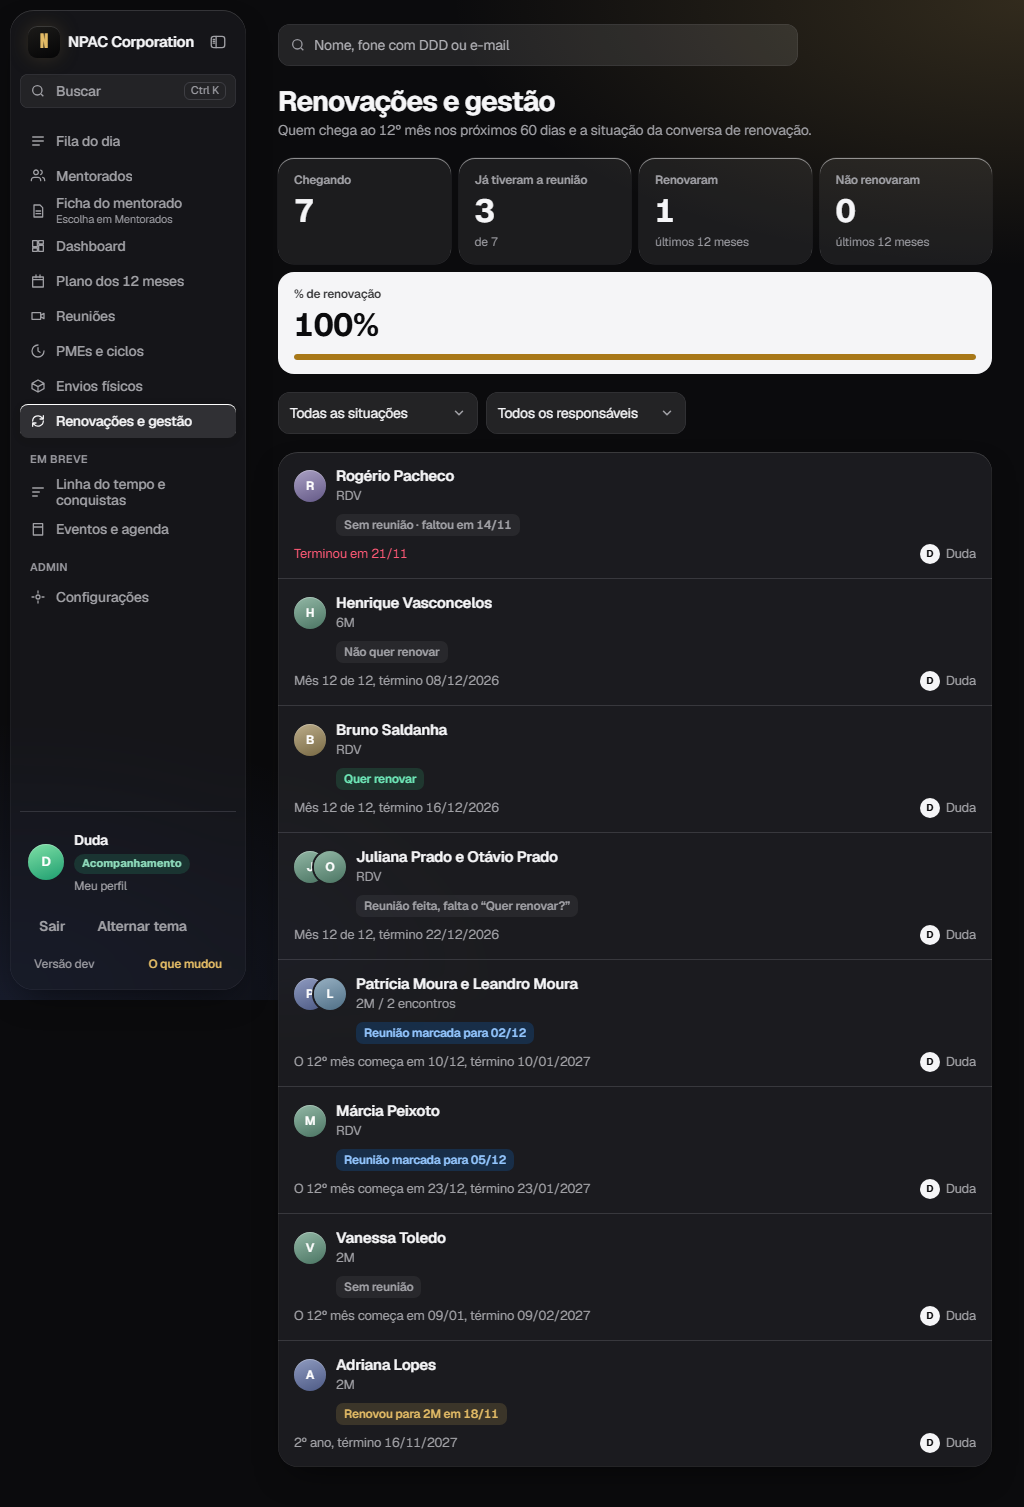 N NPAC Corporation
Buscar Ctrl K
Fila do dia
Mentorados
Ficha do mentorado
Escolha em Mentorados
Dashboard
Plano dos 12 meses
Reuniões
PMEs e ciclos
Envios físicos
Renovações e gestão
EM BREVE
Linha do tempo e
conquistas
Eventos e agenda
ADMIN
Configurações
D Duda
Acompanhamento
Meu perfil
Sair Alternar tema
Versão dev O que mudou
Nome, fone com DDD ou e-mail
Renovações e gestão
Quem chega ao 12º mês nos próximos 60 dias e a situação da conversa de renovação.
Chegando
7
Já tiveram a reunião
3
de 7
Renovaram
1
últimos 12 meses
Não renovaram
0
últimos 12 meses
% de renovação
100%
Todas as situações Todos os responsáveis
R Rogério Pacheco
RDV
Sem reunião · faltou em 14/11
Terminou em 21/11 D Duda
H Henrique Vasconcelos
6M
Não quer renovar
Mês 12 de 12, término 08/12/2026 D Duda
B Bruno Saldanha
RDV
Quer renovar
Mês 12 de 12, término 16/12/2026 D Duda
J O Juliana Prado e Otávio Prado
RDV
Reunião feita, falta o “Quer renovar?”
Mês 12 de 12, término 22/12/2026 D Duda
P L Patrícia Moura e Leandro Moura
2M / 2 encontros
Reunião marcada para 02/12
O 12º mês começa em 10/12, término 10/01/2027 D Duda
M Márcia Peixoto
RDV
Reunião marcada para 05/12
O 12º mês começa em 23/12, término 23/01/2027 D Duda
V Vanessa Toledo
2M
Sem reunião
O 12º mês começa em 09/01, término 09/02/2027 D Duda
A Adriana Lopes
2M
Renovou para 2M em 18/11
2º ano, término 16/11/2027 D Duda